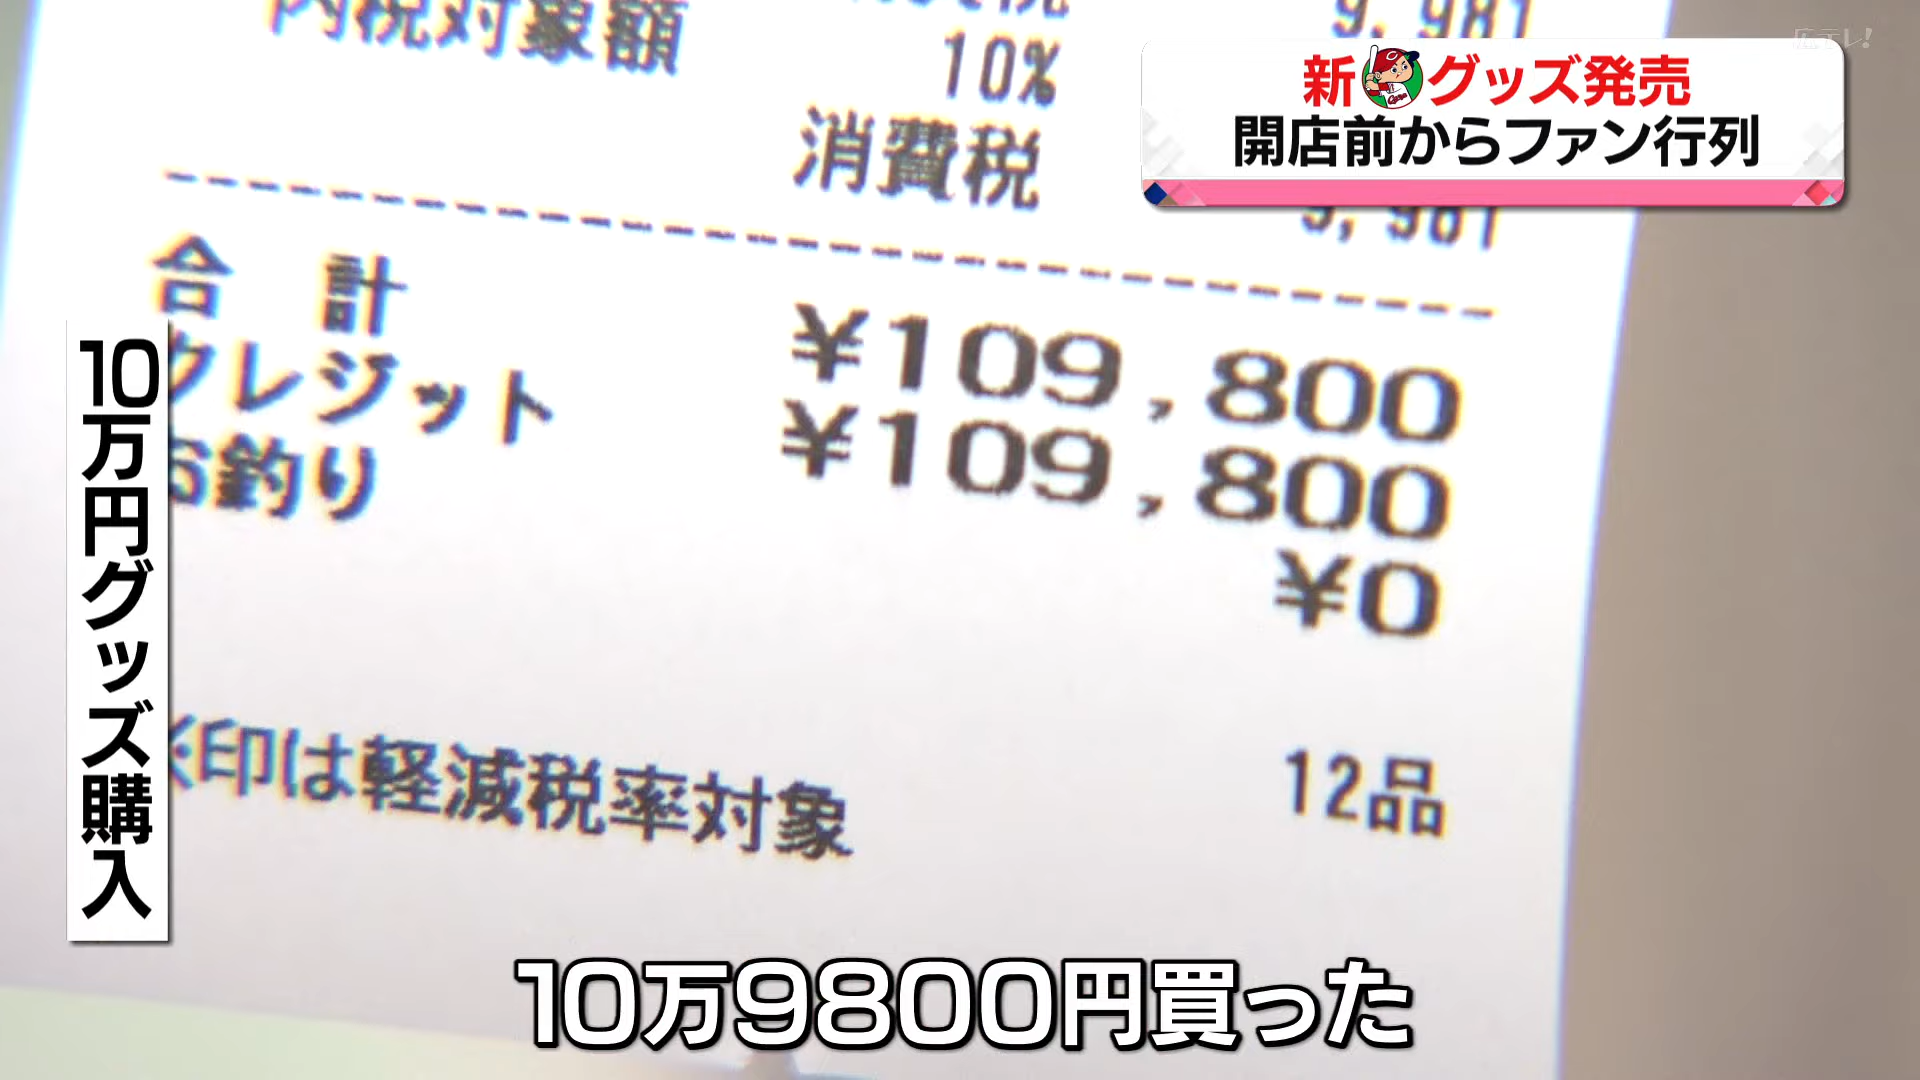 広テレ!
新 グッズ発売
開店前からファン行列
9,981
内税対象額 10%
消費税 9,981
合 計 ¥109,800
クレジット ¥109,800
お釣り ¥0
12品
※印は軽減税率対象
10万円グッズ購入
10万9800円買った